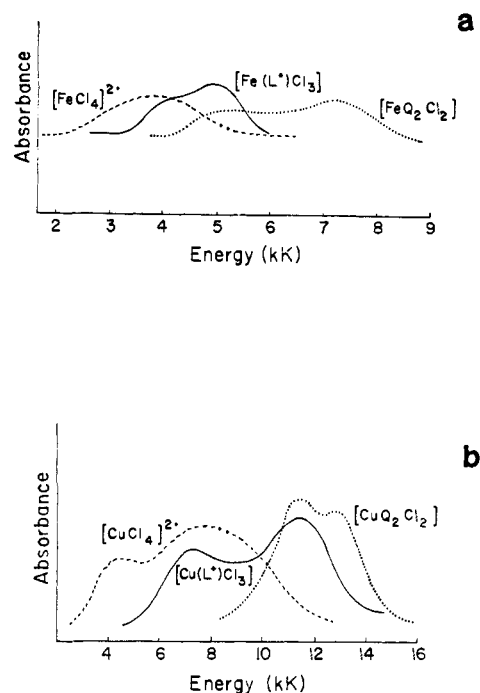 a
Absorbance
[FeCl₄]²⁺
[Fe(L⁺)Cl₃]
[FeQ₂Cl₂]
2 3 4 5 6 7 8 9
Energy (kK)
b
Absorbance
[CuCl₄]²⁺
[Cu(L⁺)Cl₃]
[CuQ₂Cl₂]
4 6 8 10 12 14 16
Energy (kK)